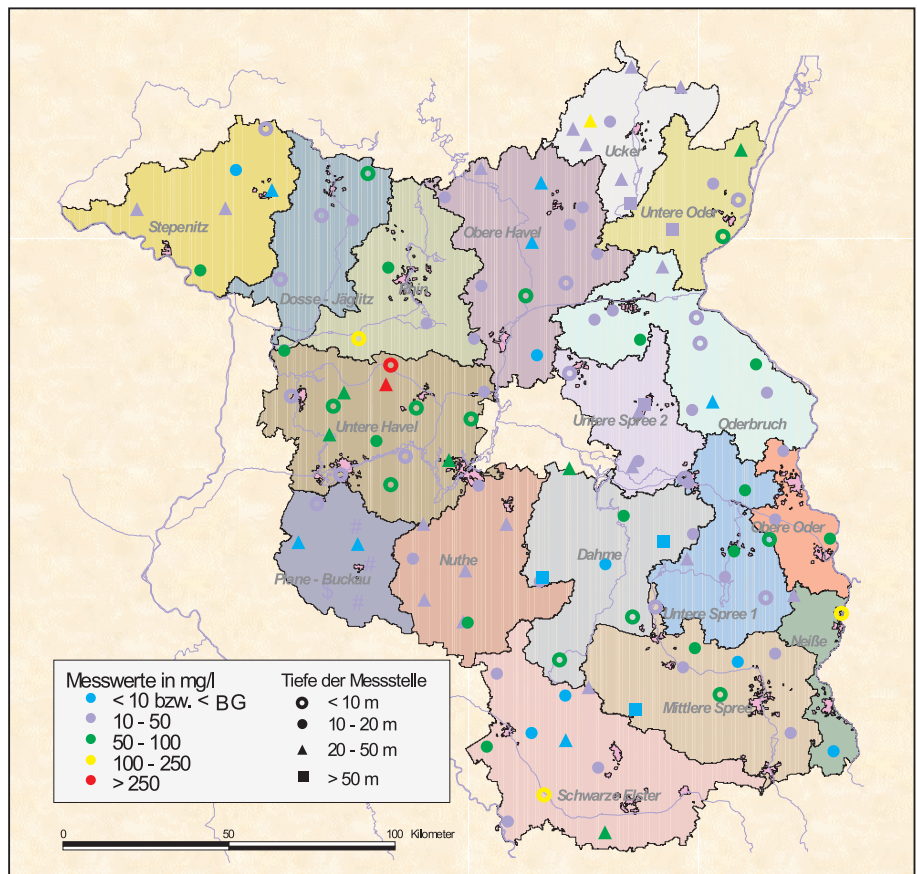 Ucker
Untere Oder
Stepenitz
Obere Havel
Dosse - Jäglitz
Rhin
Untere Havel
Untere Spree 2
Oderbruch
Obere Oder
Nuthe
Dahme
Plane - Buckau
Untere Spree 1
Neiße
Mittlere Spree
Schwarze Elster
Messwerte in mg/l
< 10 bzw. < BG
10 - 50
50 - 100
100 - 250
> 250
Tiefe der Messstelle
< 10 m
10 - 20 m
20 - 50 m
> 50 m
0 50 100 Kilometer